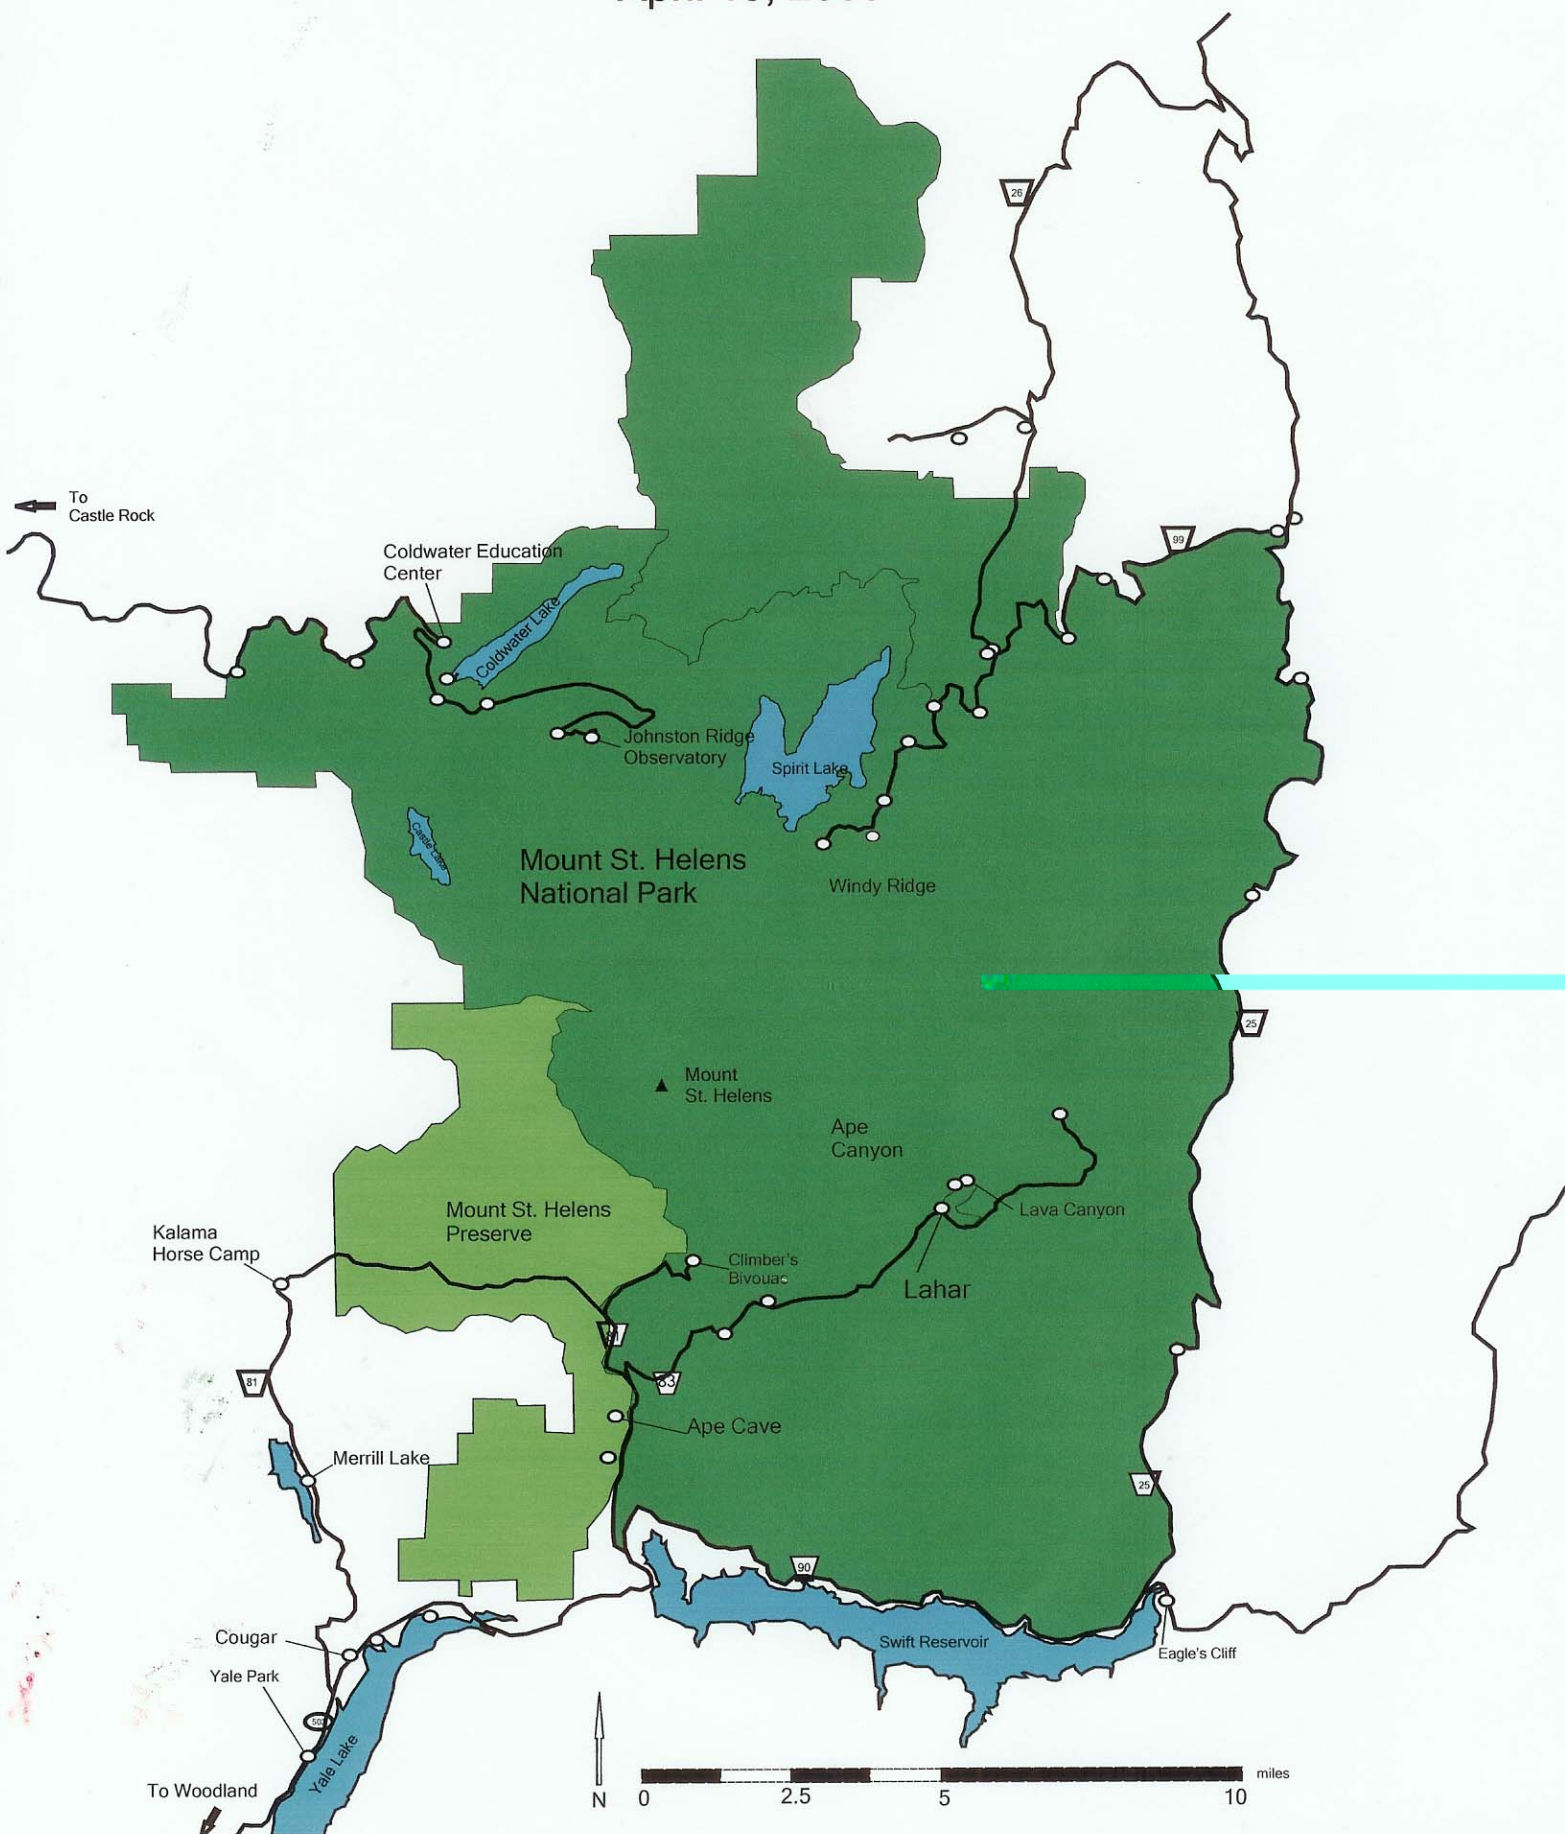 26
To
Castle Rock
99
Coldwater Education
Center
Coldwater Lake
Johnston Ridge
Observatory
Spirit Lake
Castle Lake
Mount St. Helens
National Park
Windy Ridge
25
Mount
St. Helens
Ape
Canyon
Mount St. Helens
Preserve
Lava Canyon
Kalama
Horse Camp
Climber's
Bivouac
Lahar
81
81
83
Ape Cave
Merrill Lake
25
90
Cougar
Swift Reservoir
Eagle's Cliff
Yale Park
503
Yale Lake
To Woodland
N
miles
0
2.5
5
10